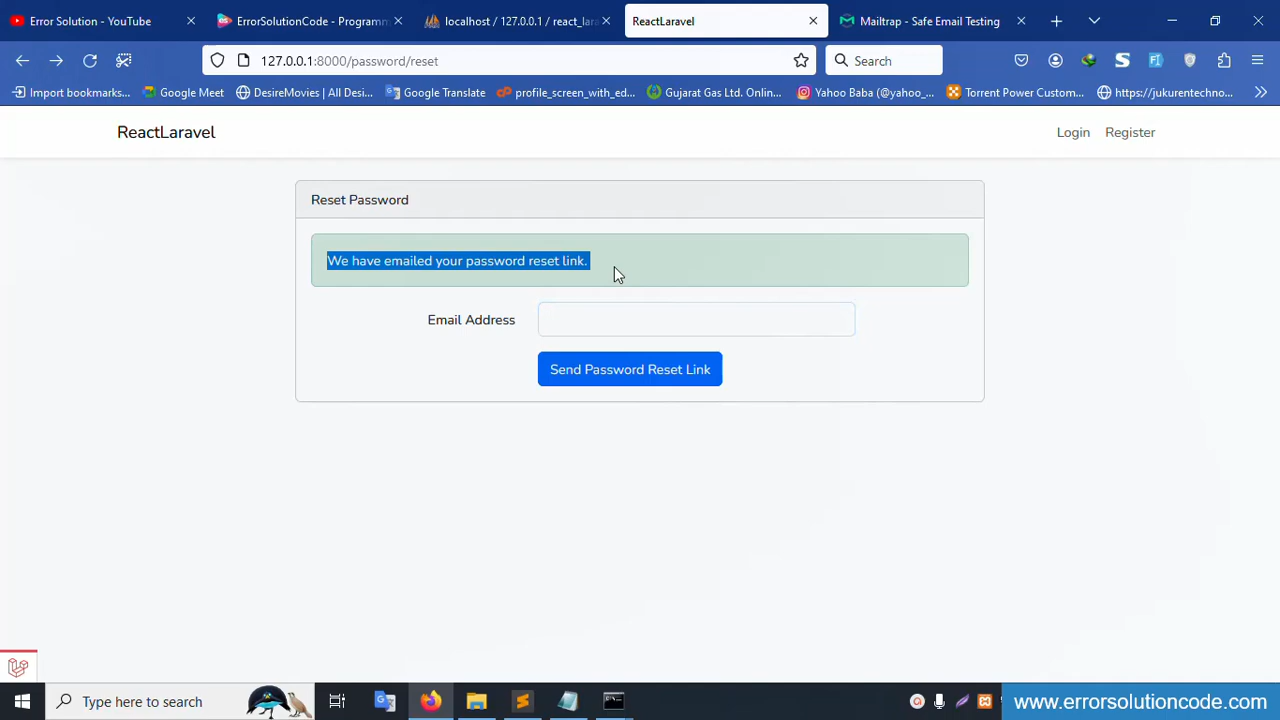 Error Solution - YouTube
ErrorSolutionCode - Programm
localhost / 127.0.0.1 / react_lara
ReactLaravel
Mailtrap - Safe Email Testing
127.0.0.1:8000/password/reset
Search
Import bookmarks...
Google Meet
DesireMovies | All Desi...
Google Translate
profile_screen_with_ed...
Gujarat Gas Ltd. Onlin...
Yahoo Baba (@yahoo_...
Torrent Power Custom...
https://jukurentechno...
ReactLaravel
Login
Register
Reset Password
We have emailed your password reset link.
Email Address
Send Password Reset Link
Type here to search
www.errorsolutioncode.com